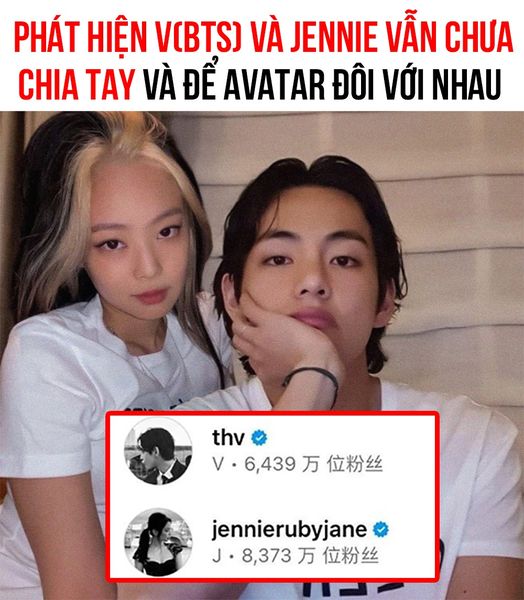 PHÁT HIỆN V(BTS) VÀ JENNIE VẪN CHƯA
CHIA TAY VÀ ĐỂ AVATAR ĐÔI VỚI NHAU
thv
V • 6,439 万 位粉丝
jennierubyjane
J • 8,373 万 位粉丝